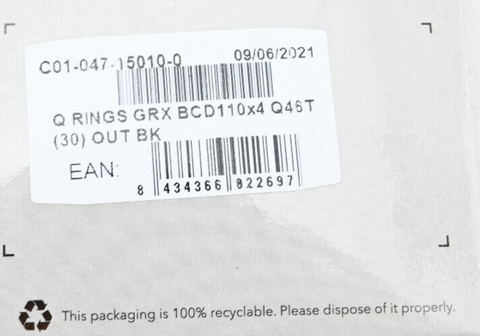 C01-047-15010-0 09/06/2021
Q RINGS GRX BCD110x4 Q46T
(30) OUT BK
EAN:
8 434366 022697
This packaging is 100% recyclable. Please dispose of it properly.